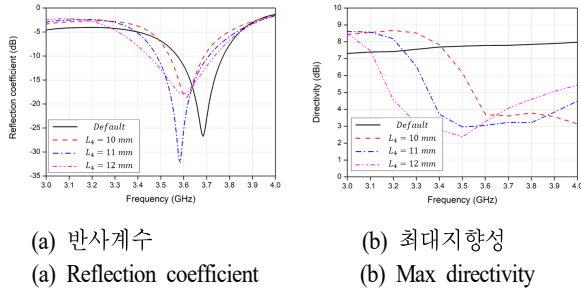 Reflection coefficient (dB)
0
-5
-10
-15
-20
-25
-30
-35
Default
L₄ = 10 mm
L₄ = 11 mm
L₄ = 12 mm
3.0 3.1 3.2 3.3 3.4 3.5 3.6 3.7 3.8 3.9 4.0
Frequency (GHz)
Directivity (dBi)
10
9
8
7
6
5
4
3
2
1
0
Default
L₄ = 10 mm
L₄ = 11 mm
L₄ = 12 mm
3.0 3.1 3.2 3.3 3.4 3.5 3.6 3.7 3.8 3.9 4.0
Frequency (GHz)
(a) 반사계수
(a) Reflection coefficient
(b) 최대지향성
(b) Max directivity